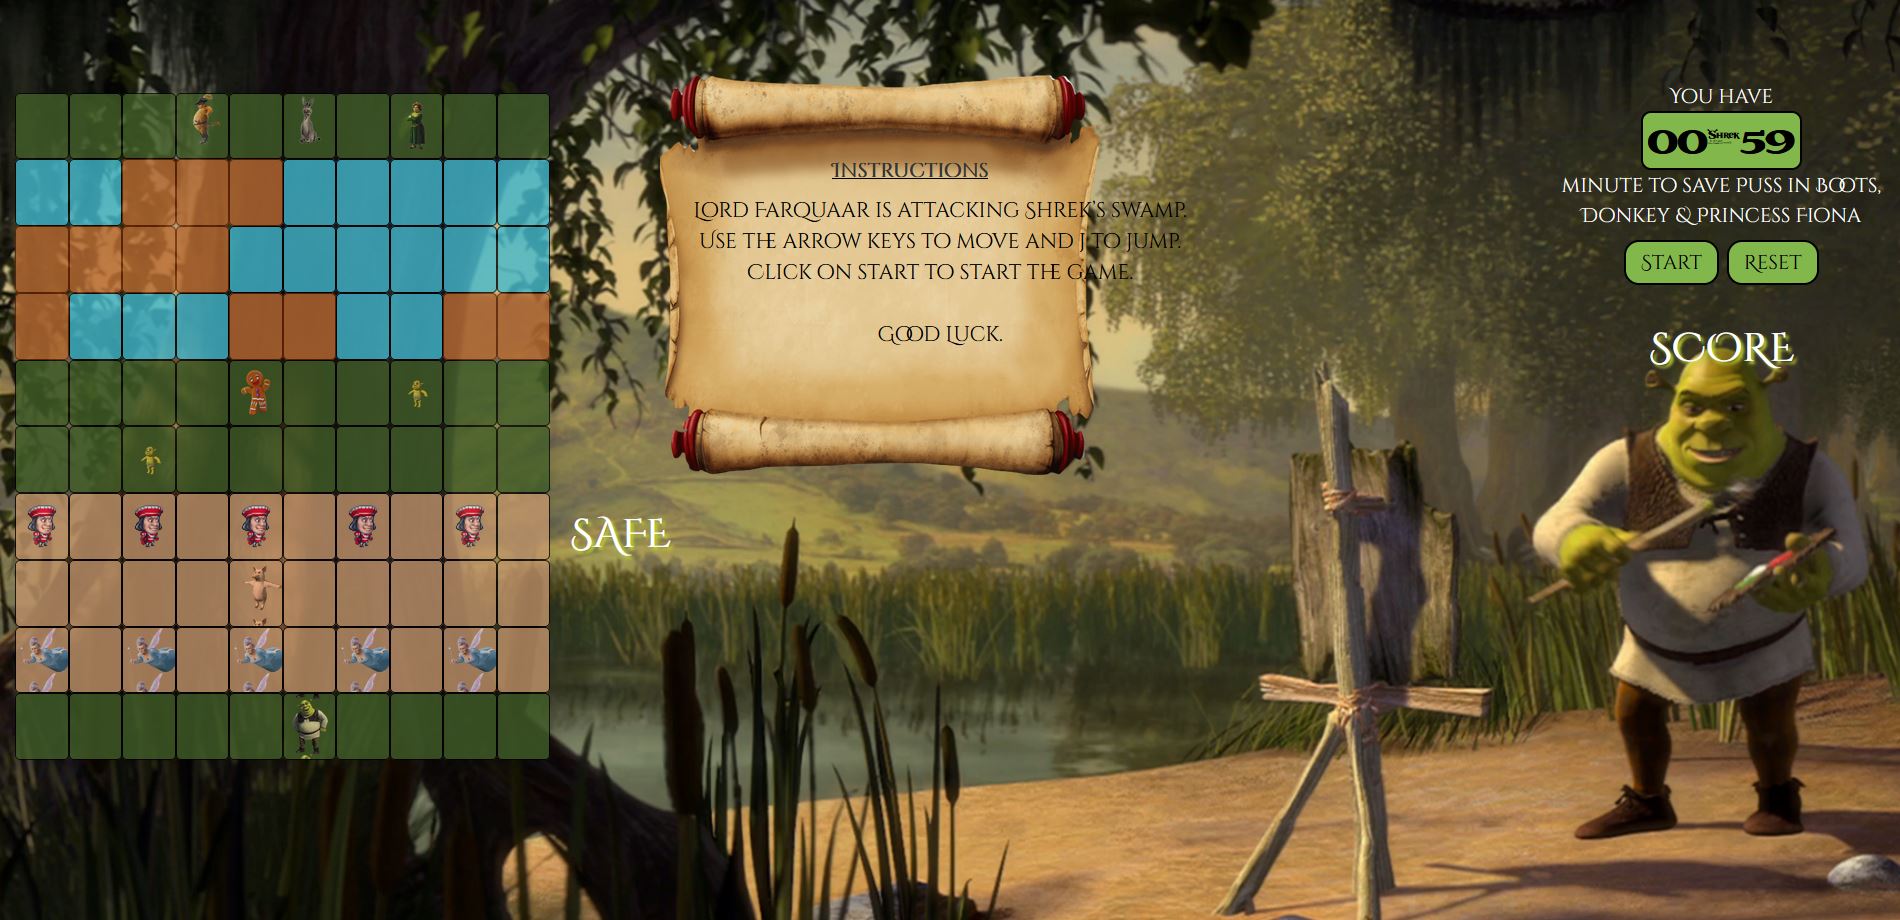 Instructions
Lord Farquaar is attacking Shrek's swamp.
Use the arrow keys to move and J to jump.
Click on start to start the game.
Good Luck.
SAFE
You have
00 Shrek 59
minute to save Puss in Boots,
Donkey & Princess Fiona
Start Reset
SCORE